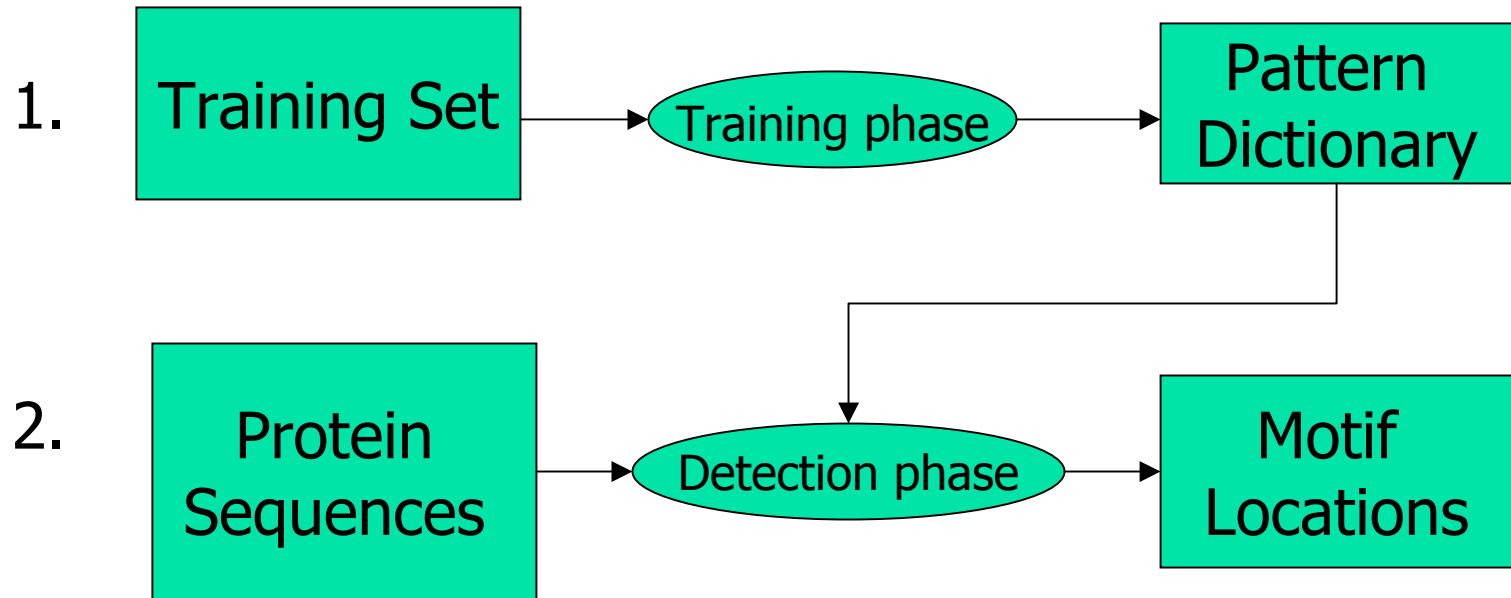 1.
Training Set
Training phase
Pattern
Dictionary
2.
Protein
Sequences
Detection phase
Motif
Locations